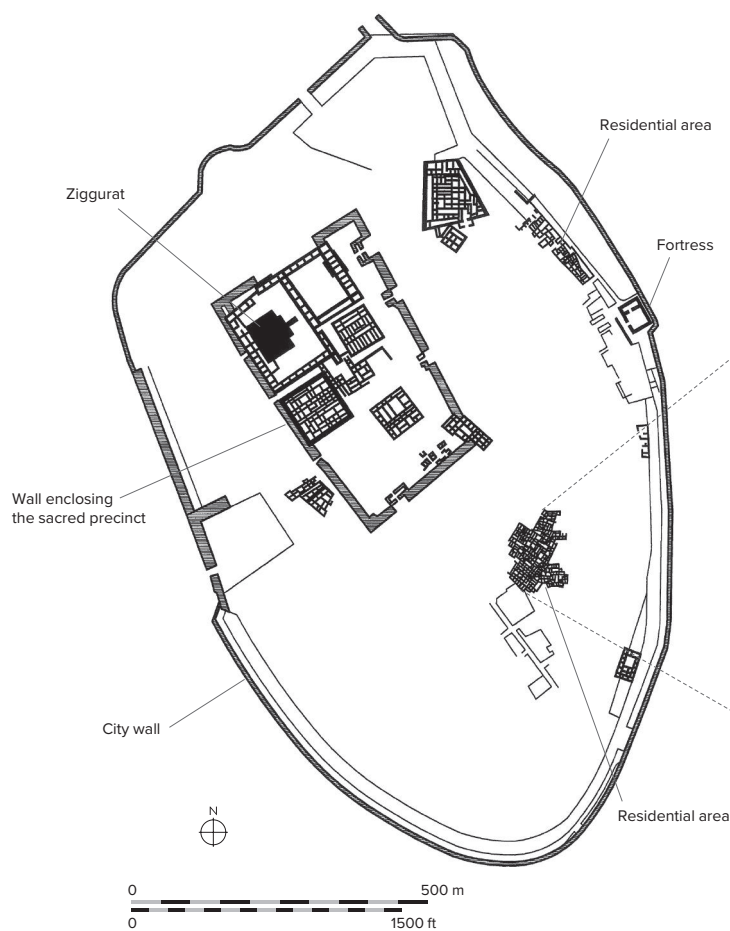 Residential area
Ziggurat
Fortress
Wall enclosing
the sacred precinct
City wall
N
Residential area
0 500 m
0 1500 ft